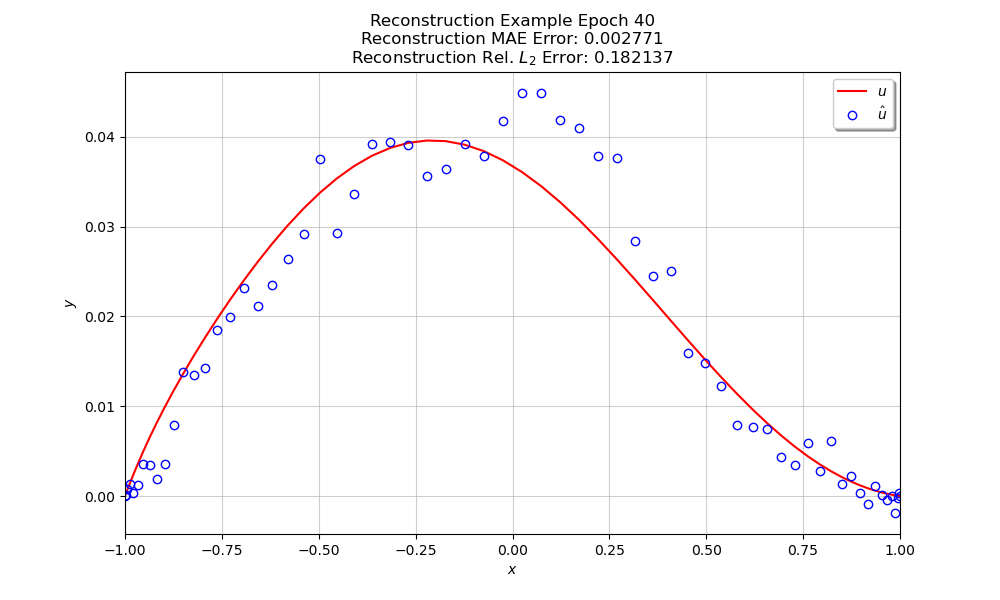 Reconstruction Example Epoch 40
Reconstruction MAE Error: 0.002771
Reconstruction Rel. L₂ Error: 0.182137
u
û
0.04
0.03
0.02
0.01
0.00
y
−1.00 −0.75 −0.50 −0.25 0.00 0.25 0.50 0.75 1.00
x